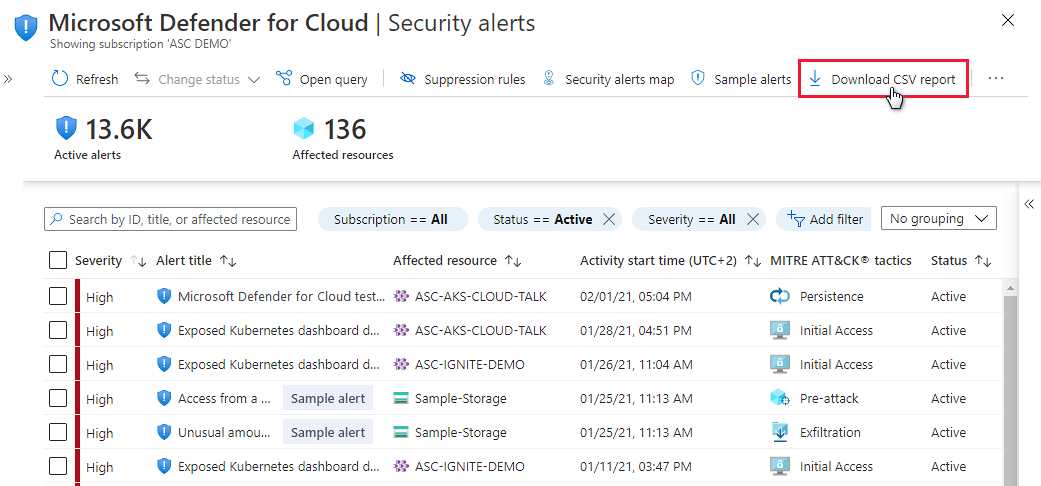 Microsoft Defender for Cloud | Security alerts
Showing subscription 'ASC DEMO'
Refresh Change status Open query Suppression rules Security alerts map Sample alerts Download CSV report ...
13.6K 136
Active alerts Affected resources
Search by ID, title, or affected resource Subscription == All Status == Active Severity == All Add filter No grouping
Severity Alert title Affected resource Activity start time (UTC+2) MITRE ATT&CK® tactics Status
High Microsoft Defender for Cloud test... ASC-AKS-CLOUD-TALK 02/01/21, 05:04 PM Persistence Active
High Exposed Kubernetes dashboard d... ASC-AKS-CLOUD-TALK 01/28/21, 04:51 PM Initial Access Active
High Exposed Kubernetes dashboard d... ASC-IGNITE-DEMO 01/26/21, 11:04 AM Initial Access Active
High Access from a ... Sample alert Sample-Storage 01/25/21, 11:13 AM Pre-attack Active
High Unusual amou... Sample alert Sample-Storage 01/25/21, 11:13 AM Exfiltration Active
High Exposed Kubernetes dashboard d... ASC-IGNITE-DEMO 01/11/21, 03:47 PM Initial Access Active